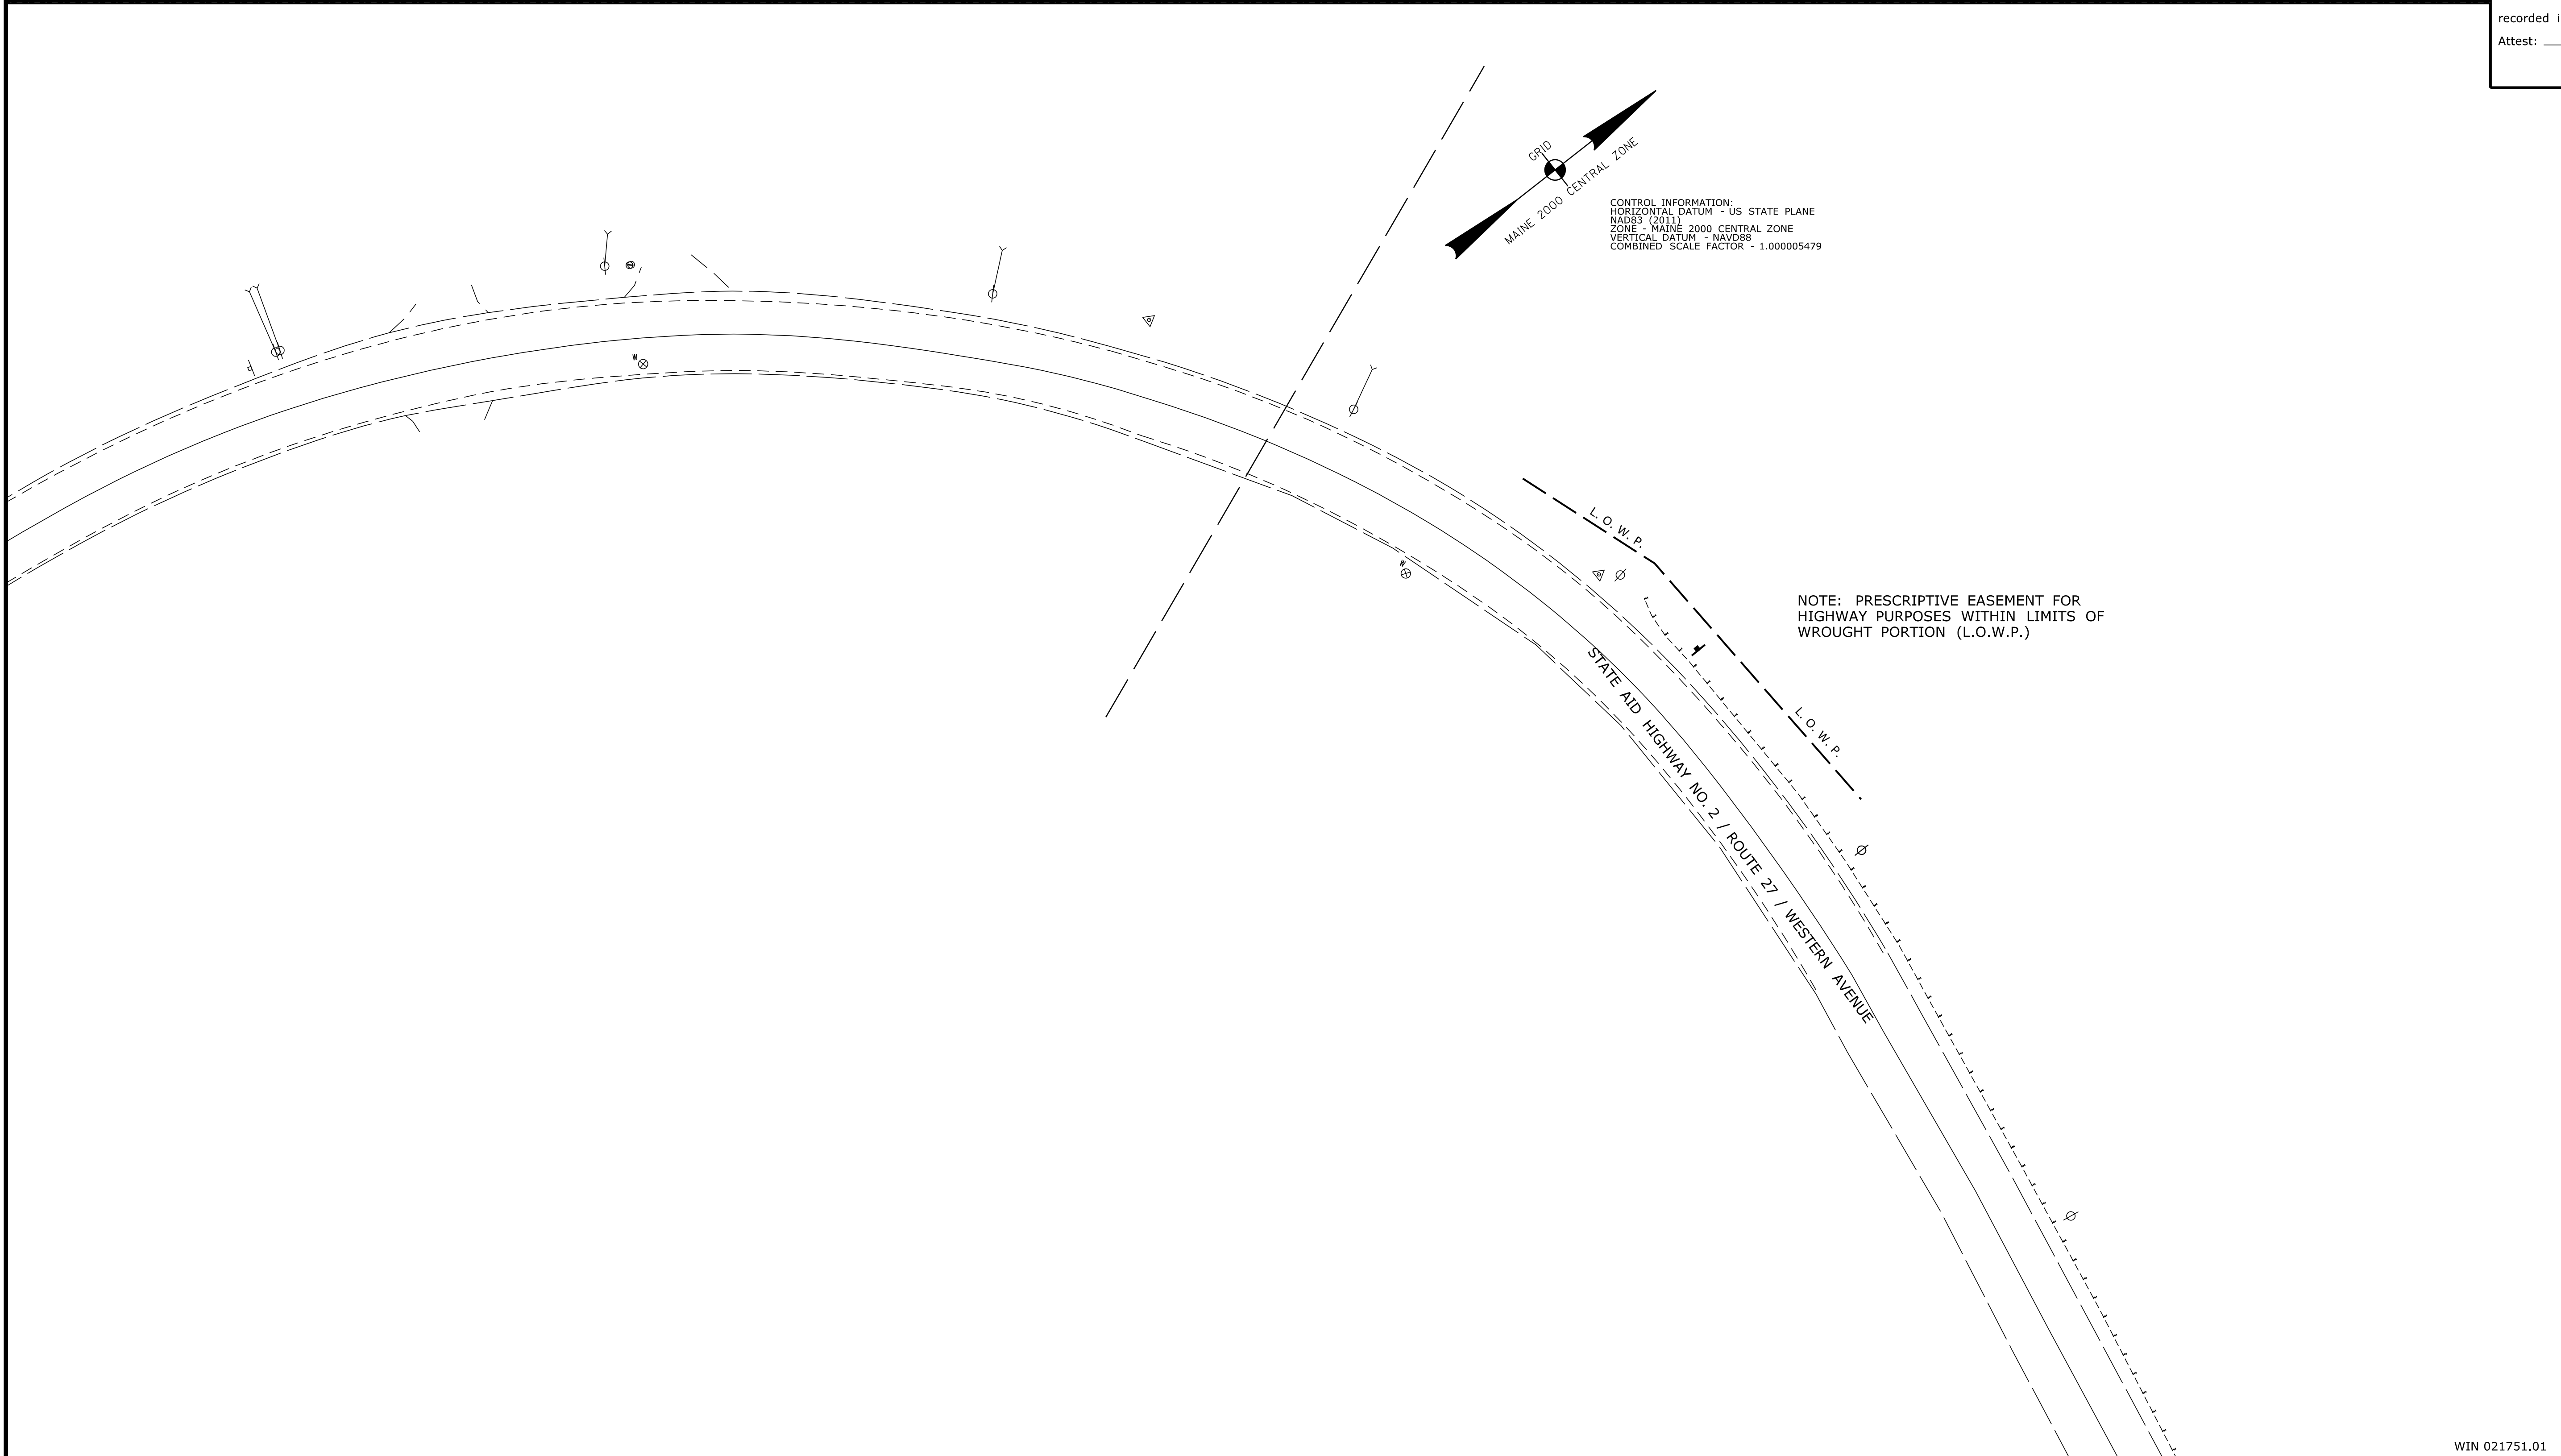 recorded i
Attest:
GRID
MAINE 2000 CENTRAL ZONE
CONTROL INFORMATION:
HORIZONTAL DATUM - US STATE PLANE
NAD83 (2011)
ZONE - MAINE 2000 CENTRAL ZONE
VERTICAL DATUM - NAVD88
COMBINED SCALE FACTOR - 1.000005479
W
W
L. O. W. P.
NOTE: PRESCRIPTIVE EASEMENT FOR
HIGHWAY PURPOSES WITHIN LIMITS OF
WROUGHT PORTION (L.O.W.P.)
L. O. W. P.
STATE AID HIGHWAY NO. 2 / ROUTE 27 / WESTERN AVENUE
WIN 021751.01